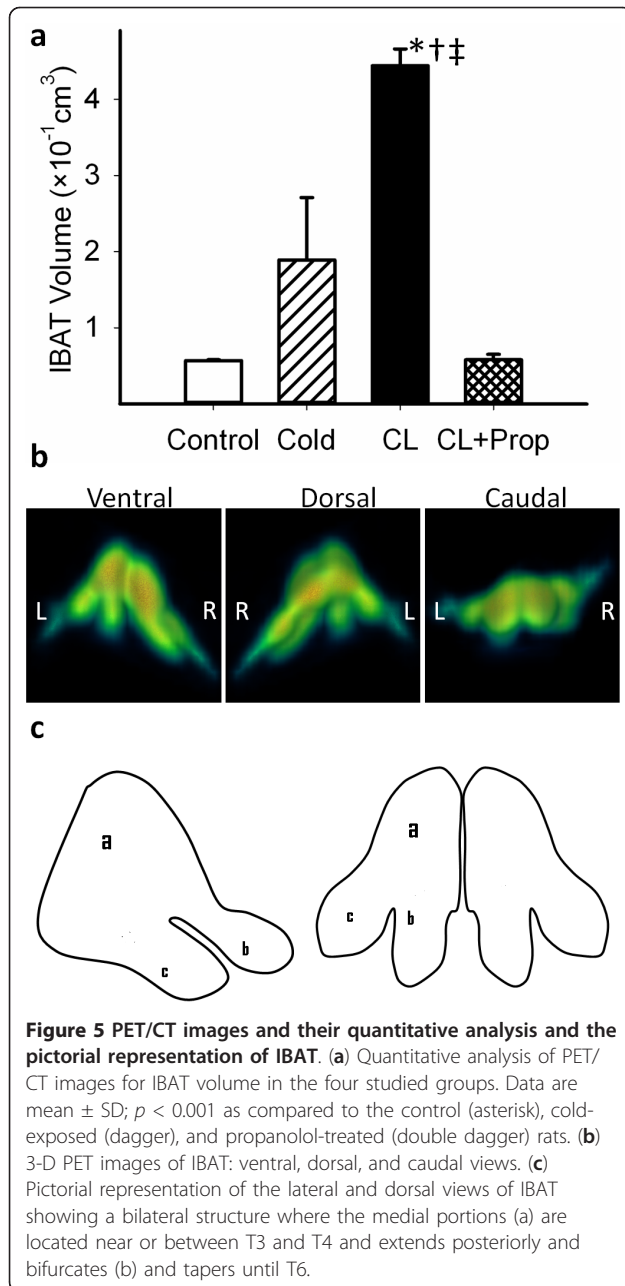 a
IBAT Volume (×10⁻¹cm³)
4
3
2
1
*†‡
Control Cold CL CL+Prop
b
Ventral Dorsal Caudal
L R R L L R
c
a
b
c
a
c
b
Figure 5 PET/CT images and their quantitative analysis and the
pictorial representation of IBAT. (a) Quantitative analysis of PET/
CT images for IBAT volume in the four studied groups. Data are
mean ± SD; p < 0.001 as compared to the control (asterisk), cold-
exposed (dagger), and propanolol-treated (double dagger) rats. (b)
3-D PET images of IBAT: ventral, dorsal, and caudal views. (c)
Pictorial representation of the lateral and dorsal views of IBAT
showing a bilateral structure where the medial portions (a) are
located near or between T3 and T4 and extends posteriorly and
bifurcates (b) and tapers until T6.